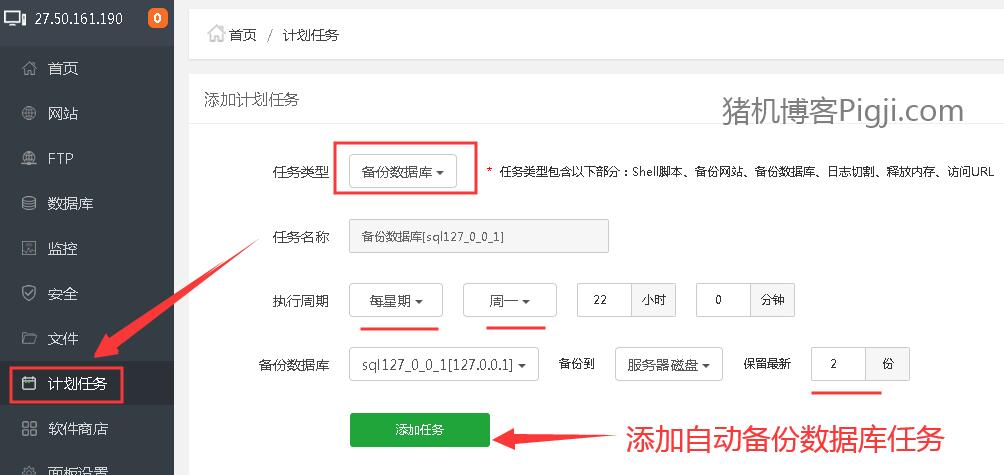 27.50.161.190 0
首页
网站
FTP
数据库
监控
安全
文件
计划任务
软件商店
面板设置
首页 / 计划任务
添加计划任务
猪机博客Pigji.com
任务类型 备份数据库 * 任务类型包含以下部分：Shell脚本、备份网站、备份数据库、日志切割、释放内存、访问URL
任务名称 备份数据库[sql127_0_0_1]
执行周期 每星期 周一 22 小时 0 分钟
备份数据库 sql127_0_0_1[127.0.0.1] 备份到 服务器磁盘 保留最新 2 份
添加任务
添加自动备份数据库任务